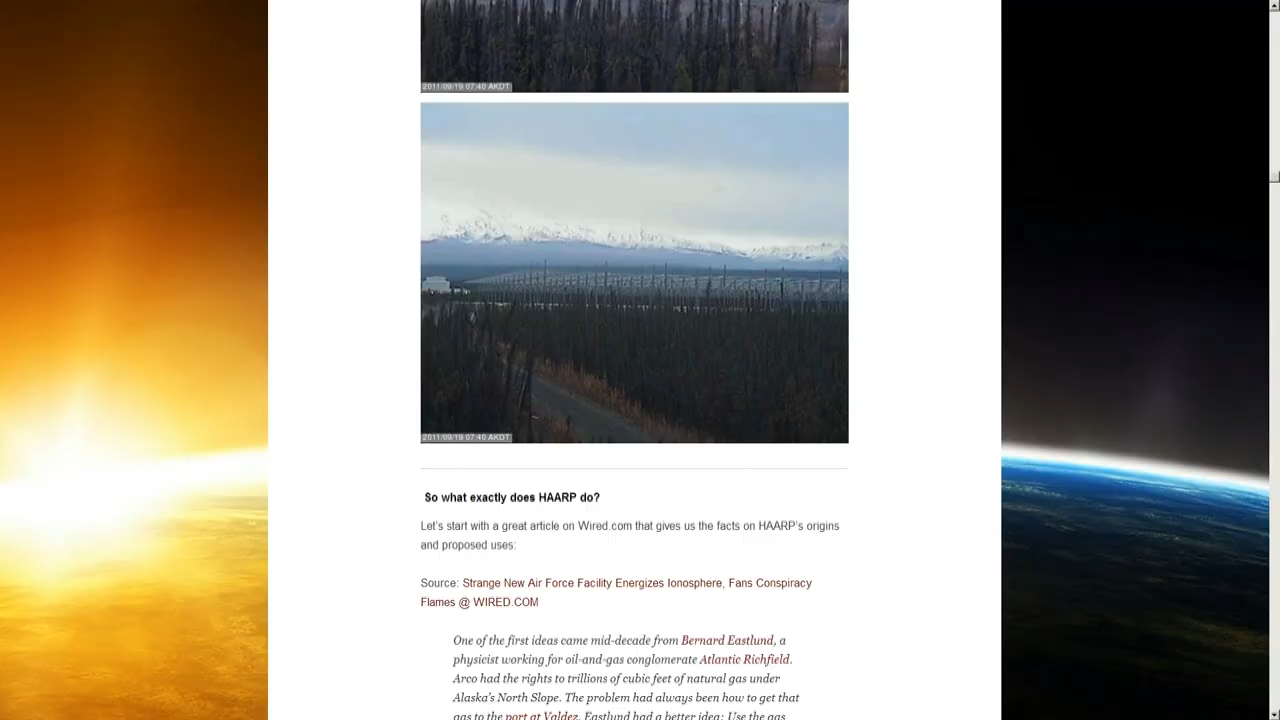 2011/09/19 07:40 AKDT
2011/09/19 07:40 AKDT
So what exactly does HAARP do?
Let's start with a great article on Wired.com that gives us the facts on HAARP's origins
and proposed uses:
Source: Strange New Air Force Facility Energizes Ionosphere, Fans Conspiracy
Flames @ WIRED.COM
One of the first ideas came mid-decade from Bernard Eastlund, a
physicist working for oil-and-gas conglomerate Atlantic Richfield.
Arco had the rights to trillions of cubic feet of natural gas under
Alaska's North Slope. The problem had always been how to get that
gas to the port at Valdez. Eastlund had a better idea: Use the gas